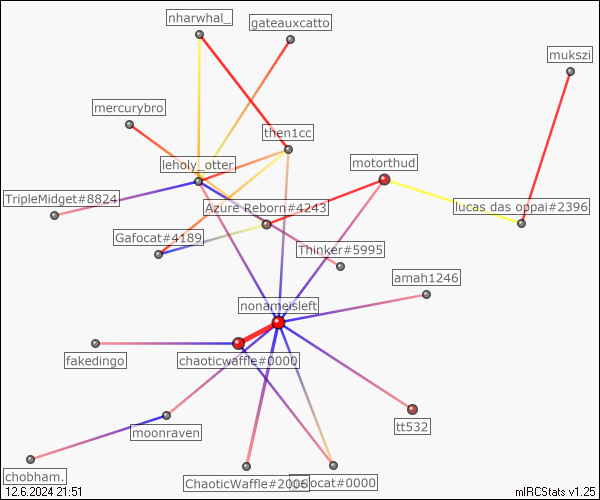 nharwhal_
gateauxcatto
mukszi
mercurybro
then1cc
leholy_otter
motorthud
TripleMidget#8824
Azure Reborn#4243
lucas das oppai#2396
Gafocat#4189
Thinker#5995
amah1246
nonameisleft
fakedingo
chaoticwaffle#0000
moonraven
tt532
chobham.
ChaoticWaffle#2006
gafocat#0000
12.6.2024 21:51
mIRCStats v1.25